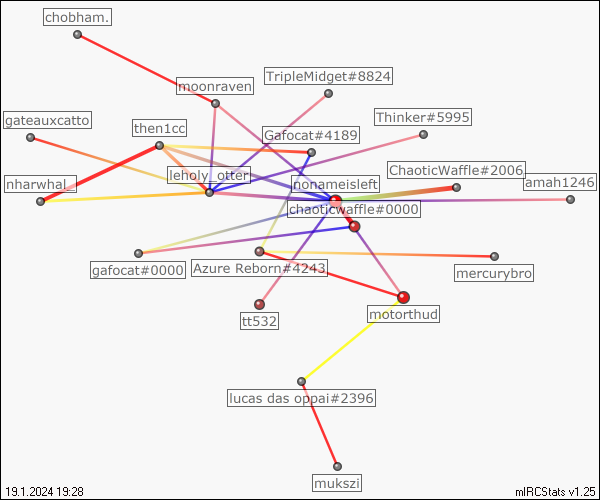 chobham.
moonraven
TripleMidget#8824
gateauxcatto
then1cc
Gafocat#4189
Thinker#5995
nharwhal_
leholy_otter
nonameisleft
ChaoticWaffle#2006
amah1246
chaoticwaffle#0000
gafocat#0000
Azure Reborn#4243
mercurybro
tt532
motorthud
lucas das oppai#2396
mukszi
19.1.2024 19:28
mIRCStats v1.25